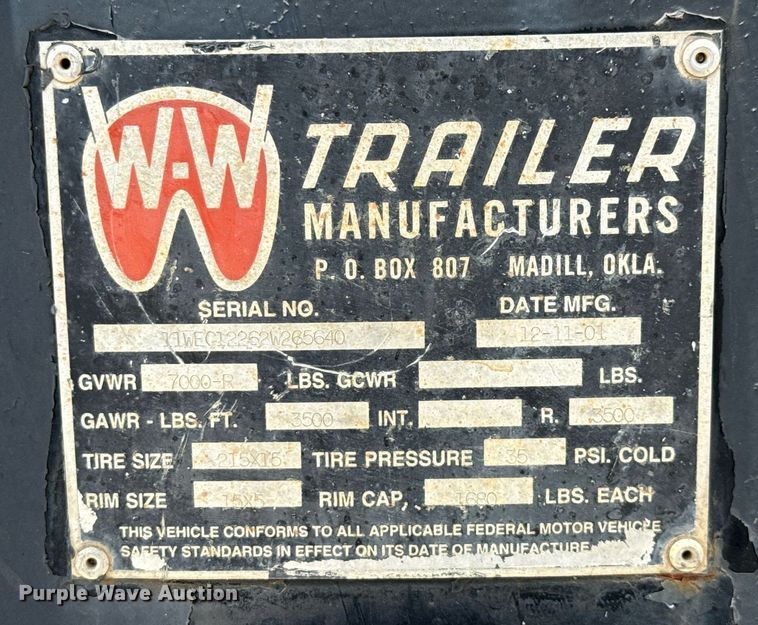 W-W
TRAILER
MANUFACTURERS
P. O. BOX 807 MADILL, OKLA.
SERIAL NO. DATE MFG.
11WEC12262W265640 12-11-01
GVWR 7000-R LBS. GCWR LBS.
GAWR - LBS. FT. 3500 INT. R. 3500
TIRE SIZE 215X15 TIRE PRESSURE 35 PSI. COLD
RIM SIZE 15X5 RIM CAP, 1680 LBS. EACH
THIS VEHICLE CONFORMS TO ALL APPLICABLE FEDERAL MOTOR VEHICLE
SAFETY STANDARDS IN EFFECT ON ITS DATE OF MANUFACTURE
Purple Wave Auction